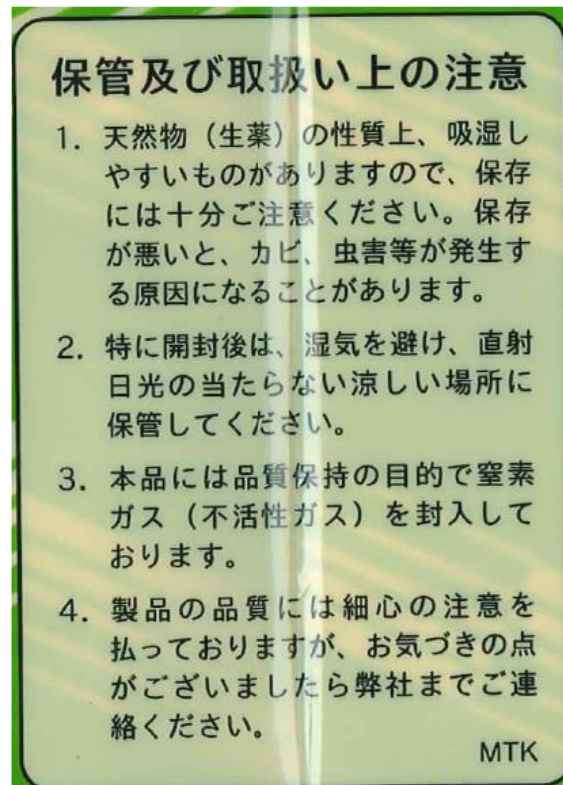 保管及び取扱い上の注意
1. 天然物（生薬）の性質上、吸湿し
やすいものがありますので、保存
には十分ご注意ください。保存
が悪いと、カビ、虫害等が発生す
る原因になることがあります。
2. 特に開封後は、湿気を避け、直射
日光の当たらない涼しい場所に
保管してください。
3. 本品には品質保持の目的で窒素
ガス（不活性ガス）を封入して
おります。
4. 製品の品質には細心の注意を
払っておりますが、お気づきの点
がございましたら弊社までご連
絡ください。
MTK